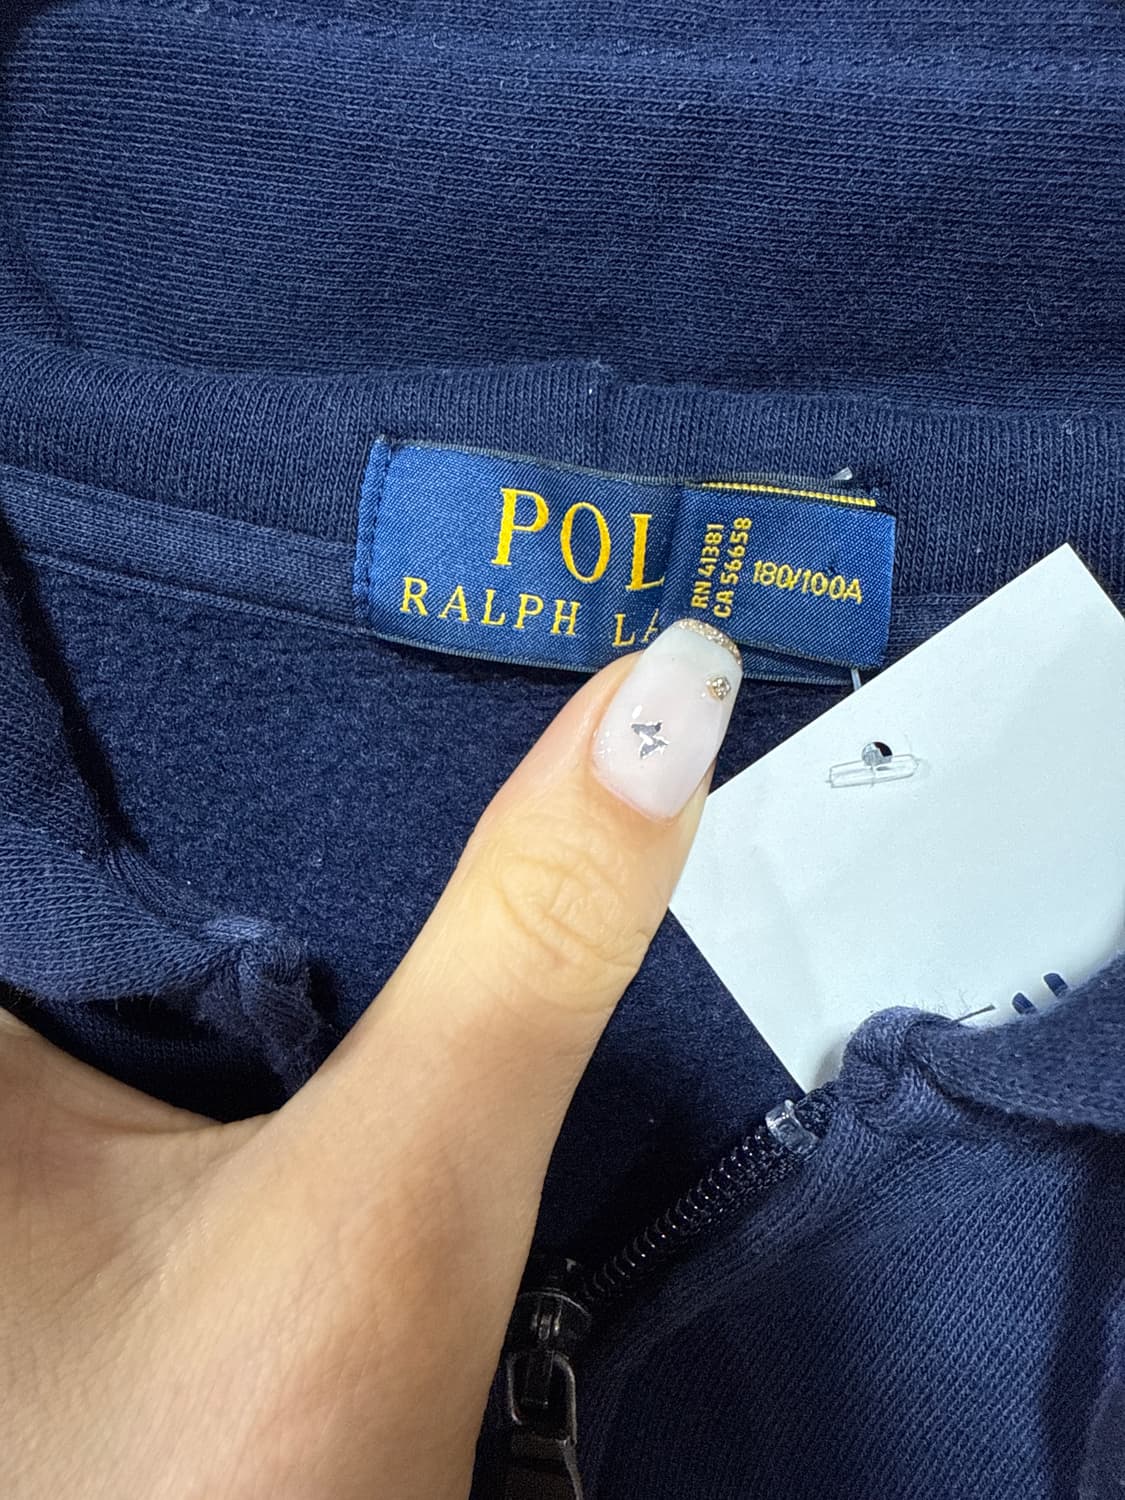 POL
RALPH LA
RN 41381
CA 56658
180/100A